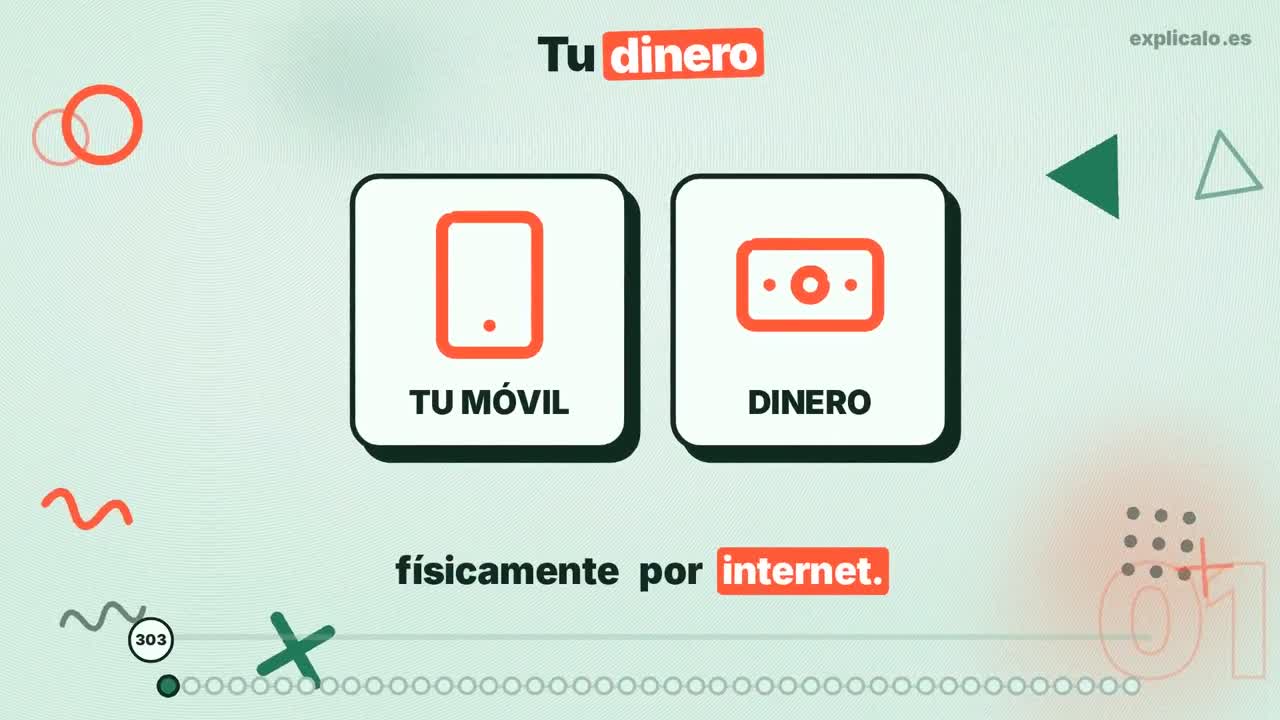 Tu dinero
explicalo.es
TU MÓVIL
DINERO
físicamente por internet.
303
01